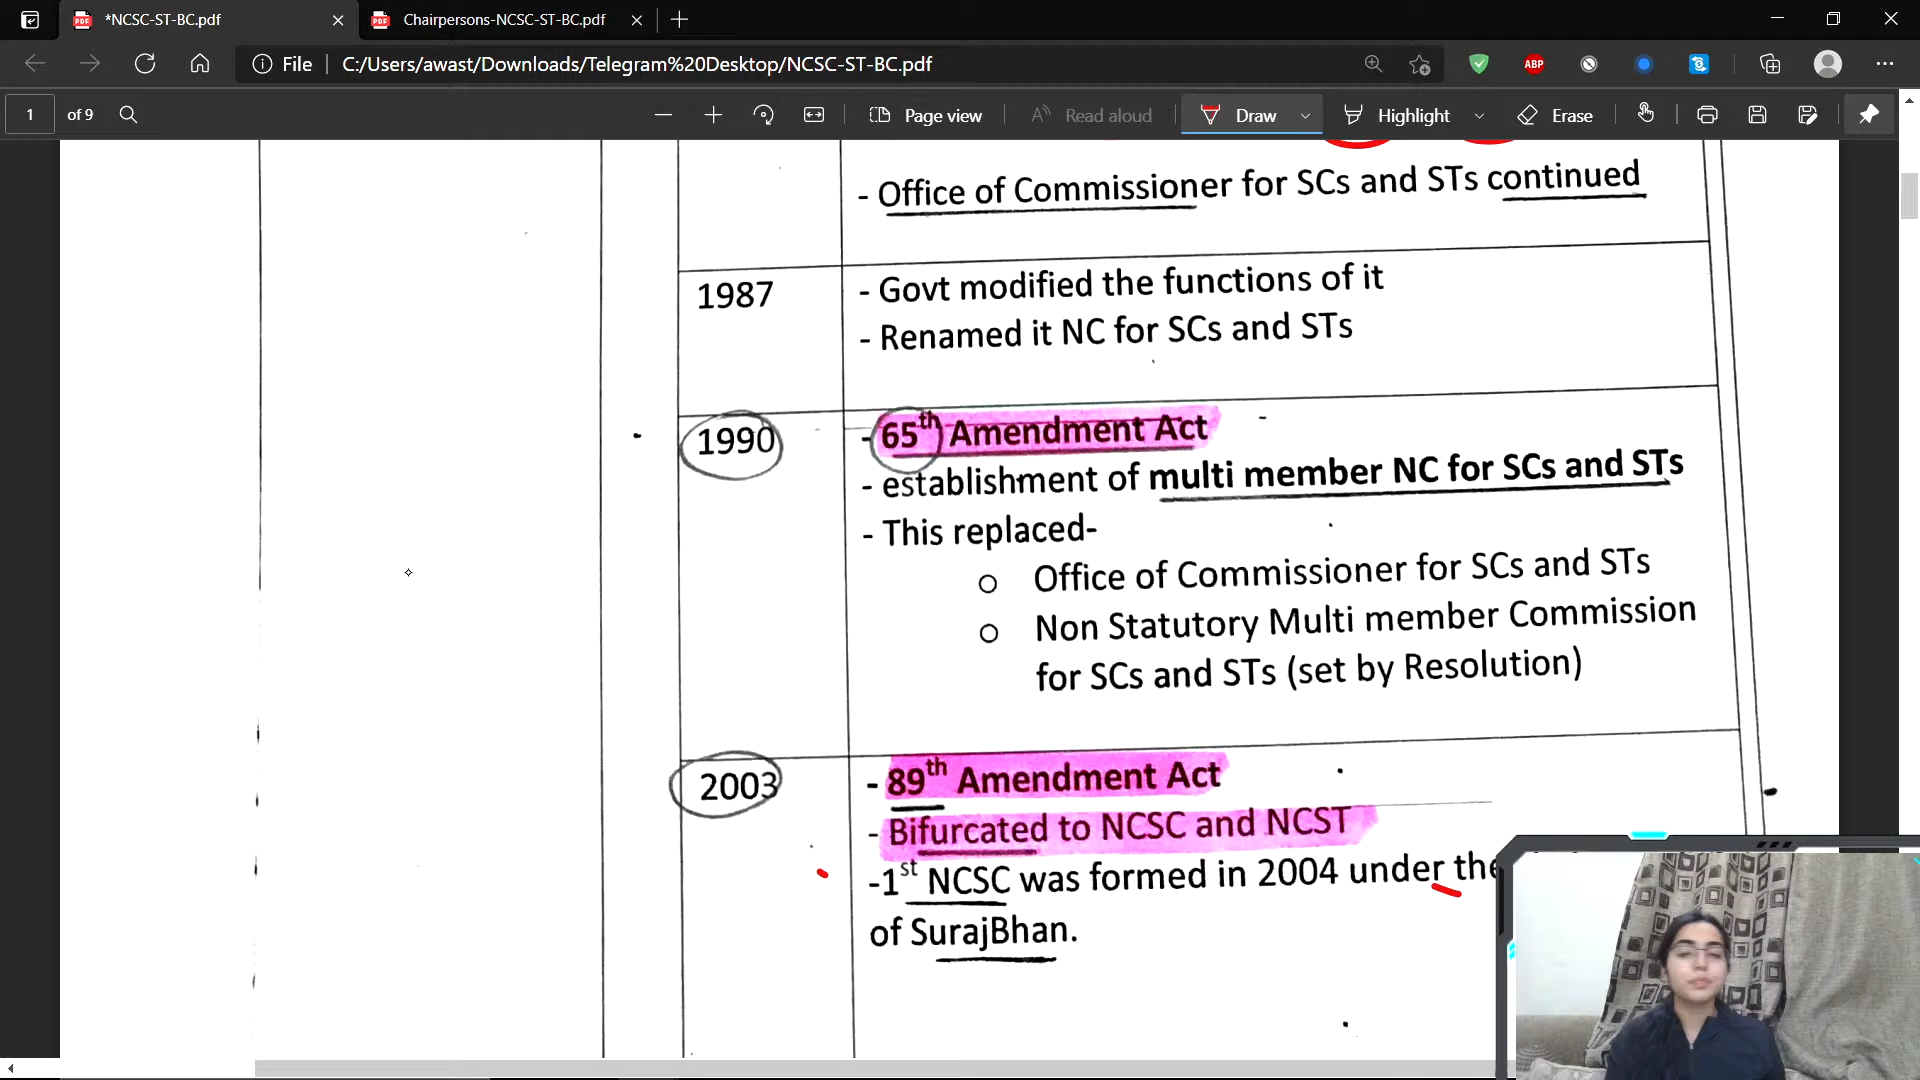 *NCSC-ST-BC.pdf
Chairpersons-NCSC-ST-BC.pdf
File
C:/Users/awast/Downloads/Telegram%20Desktop/NCSC-ST-BC.pdf
ABP
1 of 9
Page view
Read aloud
Draw
Highlight
Erase
- Office of Commissioner for SCs and STs continued
1987
- Govt modified the functions of it
- Renamed it NC for SCs and STs
1990
- 65th Amendment Act
- establishment of multi member NC for SCs and STs
- This replaced-
o Office of Commissioner for SCs and STs
o Non Statutory Multi member Commission
for SCs and STs (set by Resolution)
2003
- 89th Amendment Act
- Bifurcated to NCSC and NCST
-1st NCSC was formed in 2004 under the
of SurajBhan.